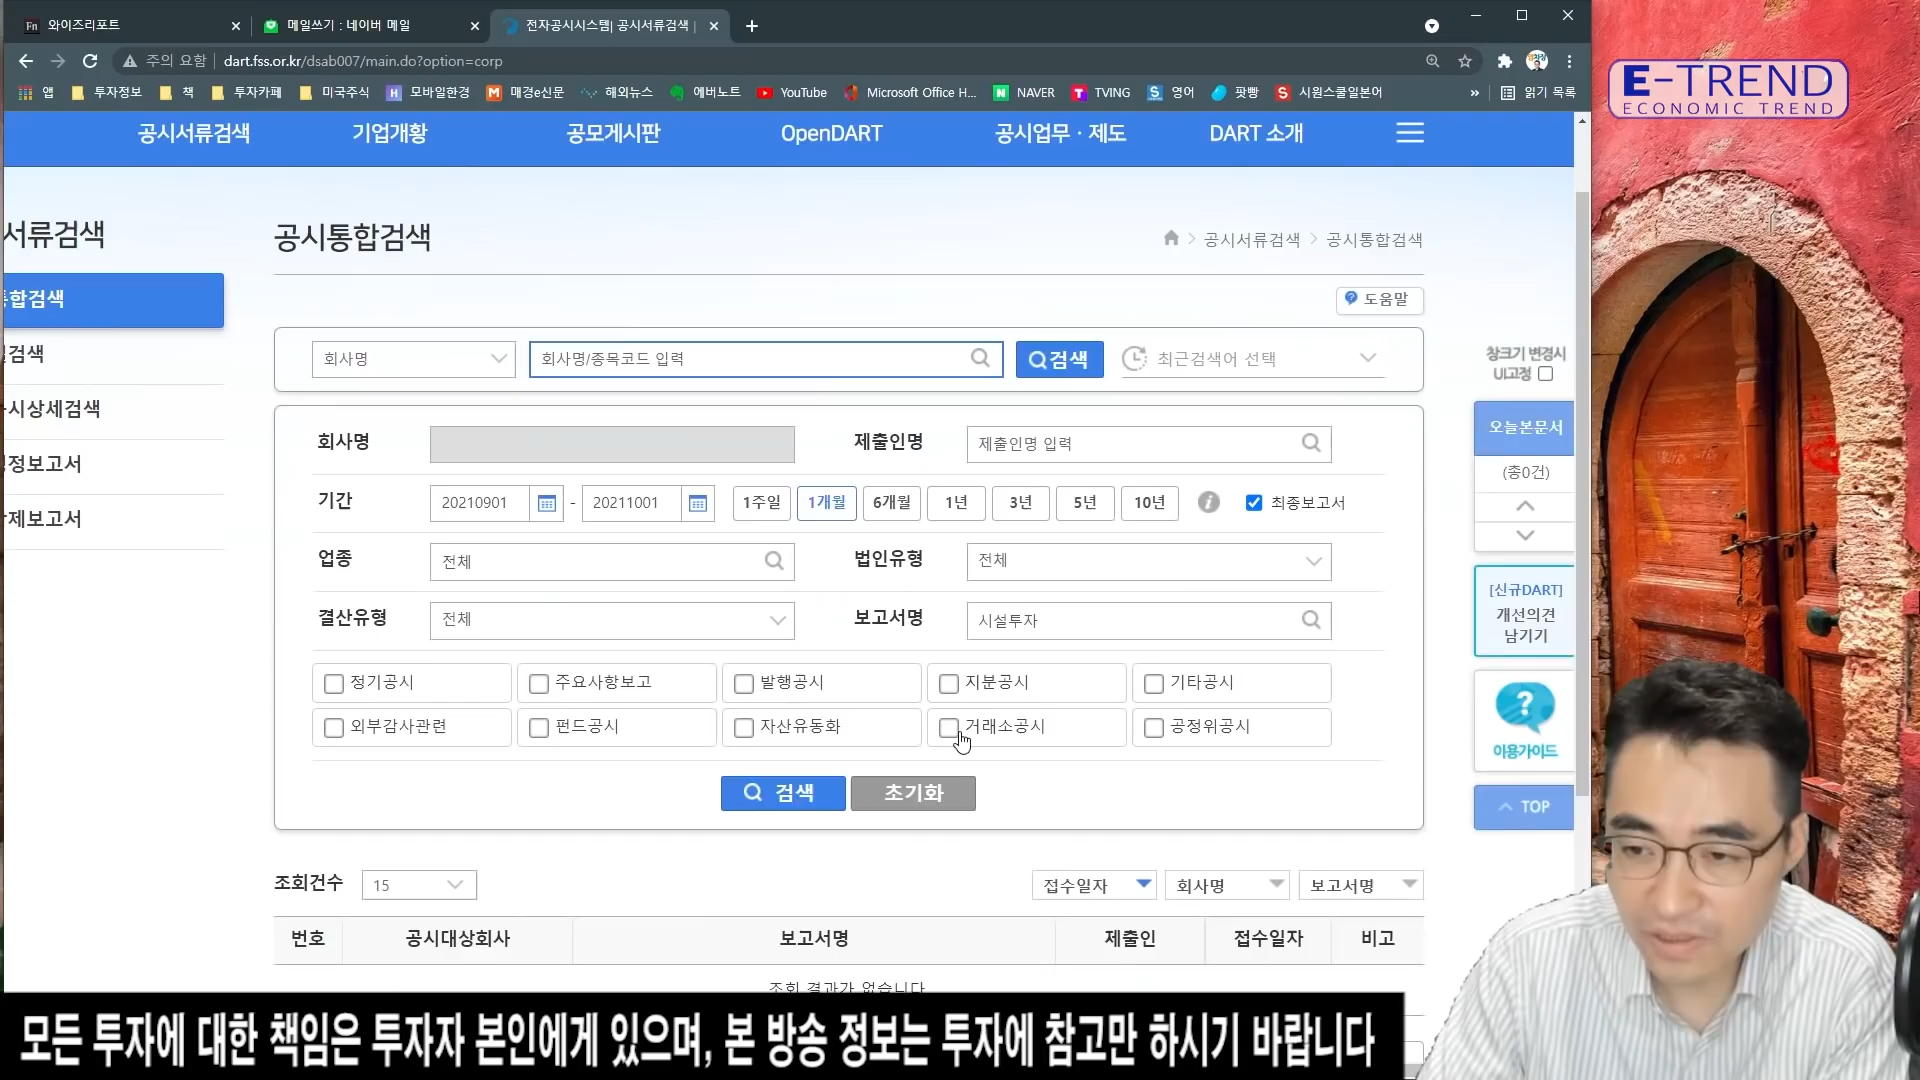 와이즈리포트
메일쓰기 : 네이버 메일
전자공시시스템| 공시서류검색 |
주의 요함
dart.fss.or.kr/dsab007/main.do?option=corp
앱 투자정보 책 투자카페 미국주식 모바일한경 매경e신문 해외뉴스 에버노트 YouTube Microsoft Office H... NAVER TVING 영어 팟빵 시원스쿨일본어 » 읽기 목록
E-TREND
ECONOMIC TREND
공시서류검색 기업개황 공모게시판 OpenDART 공시업무 · 제도 DART 소개
서류검색
공시통합검색
공시서류검색 > 공시통합검색
통합검색
도움말
검색
회사명 회사명/종목코드 입력 검색 최근검색어 선택
창크기 변경시
UI고정
시상세검색
회사명 제출인명 제출인명 입력
오늘본문서
정보고서
(총0건)
기간 20210901 - 20211001 1주일 1개월 6개월 1년 3년 5년 10년 최종보고서
제보고서
업종 전체 법인유형 전체
[신규DART]
개선의견
남기기
결산유형 전체 보고서명 시설투자
정기공시 주요사항보고 발행공시 지분공시 기타공시
외부감사관련 펀드공시 자산유동화 거래소공시 공정위공시
이용가이드
검색 초기화
TOP
조회건수 15 접수일자 회사명 보고서명
번호 공시대상회사 보고서명 제출인 접수일자 비고
조회 결과가 없습니다
모든 투자에 대한 책임은 투자자 본인에게 있으며, 본 방송 정보는 투자에 참고만 하시기 바랍니다